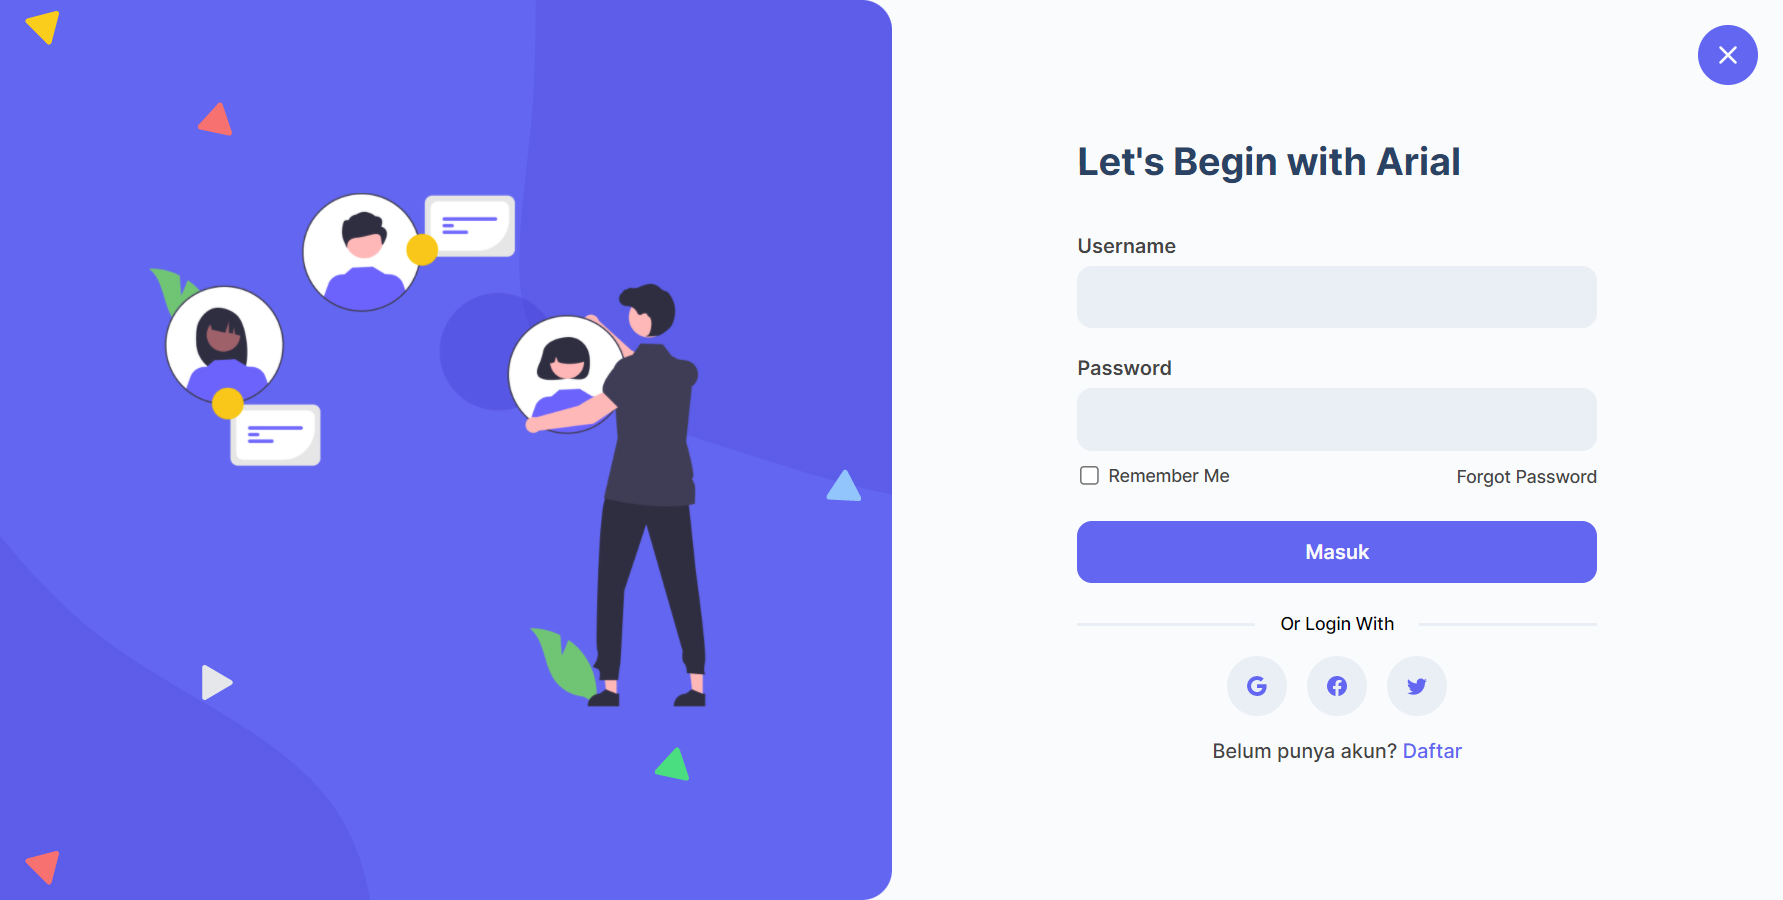 Let's Begin with Arial
Username
Password
Remember Me
Forgot Password
Masuk
Or Login With
Belum punya akun? Daftar